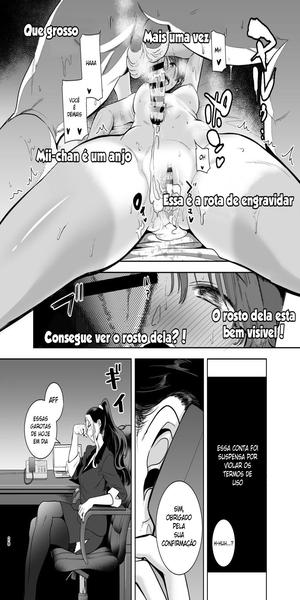 Que grosso
Mais uma vez
HAAA
VOCÊ
É
DEMAIS
Mii-chan é um anjo
OH
Essa é a rota de engravidar
O rosto dela esta
bem visivel!
Consegue ver o rosto dela?!
AFF
ESSAS
GAROTAS
DE HOJE
EM DIA
ESSA CONTA FOI
SUSPENSA POR
VIOLAR OS
TERMOS DE
USO
H-HUH...?
SIM,
OBRIGADO
PELA
SUA
CONFIRMAÇÃO